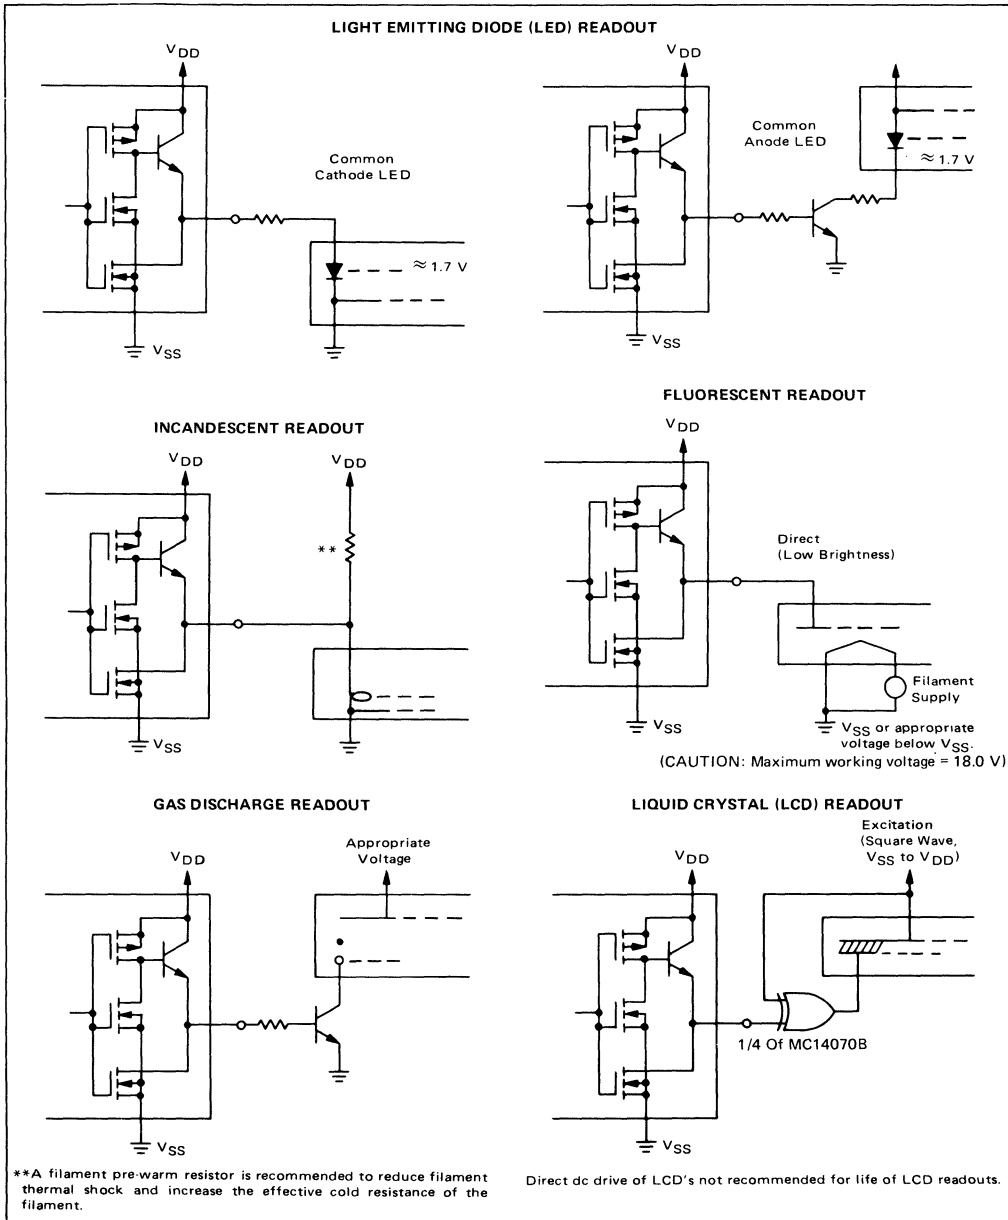 LIGHT EMITTING DIODE (LED) READOUT
VDD
Common
Cathode LED
≈ 1.7 V
VSS
VDD
Common
Anode LED
≈ 1.7 V
VSS
INCANDESCENT READOUT
VDD
VDD
**
VSS
FLUORESCENT READOUT
VDD
Direct
(Low Brightness)
Filament
Supply
VSS
VSS or appropriate
voltage below VSS.
(CAUTION: Maximum working voltage = 18.0 V)
GAS DISCHARGE READOUT
VDD
Appropriate
Voltage
VSS
LIQUID CRYSTAL (LCD) READOUT
Excitation
(Square Wave,
VSS to VDD)
VDD
1/4 Of MC14070B
VSS
**A filament pre-warm resistor is recommended to reduce filament
thermal shock and increase the effective cold resistance of the
filament.
Direct dc drive of LCD's not recommended for life of LCD readouts.